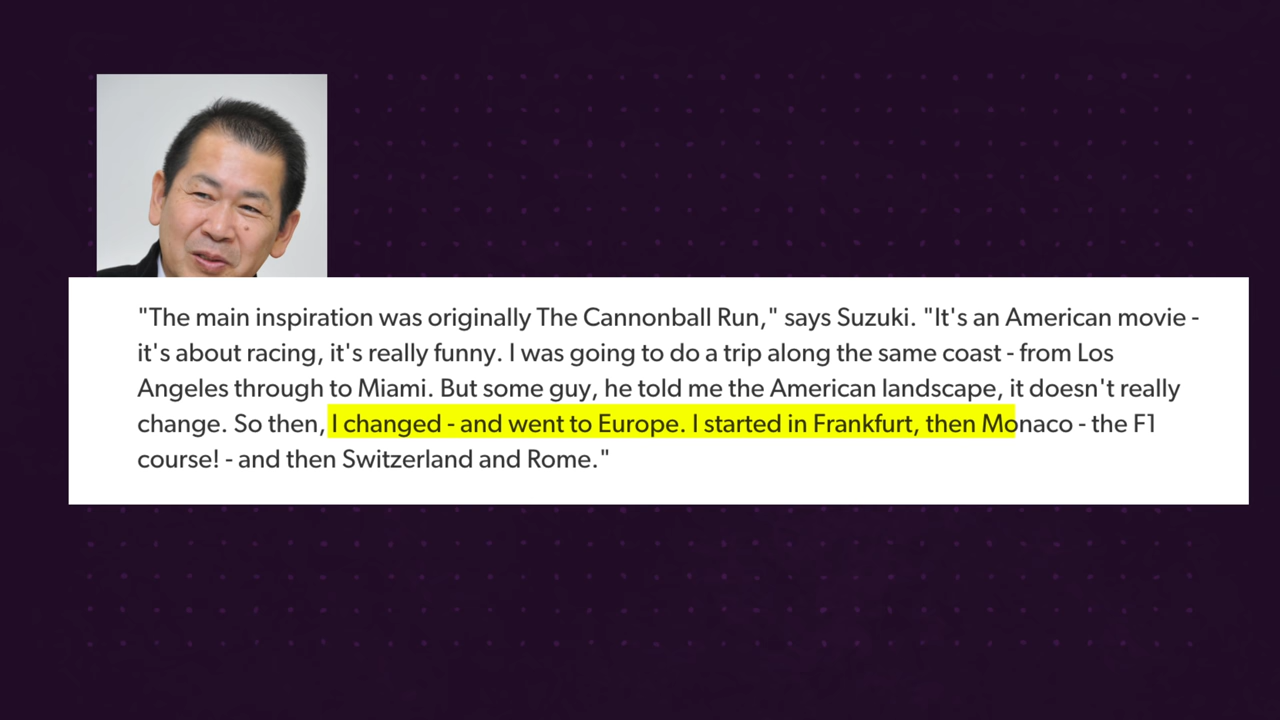 "The main inspiration was originally The Cannonball Run," says Suzuki. "It's an American movie -
it's about racing, it's really funny. I was going to do a trip along the same coast - from Los
Angeles through to Miami. But some guy, he told me the American landscape, it doesn't really
change. So then, I changed - and went to Europe. I started in Frankfurt, then Monaco - the F1
course! - and then Switzerland and Rome."